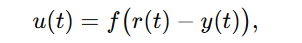 u(t) = f(r(t) − y(t)),